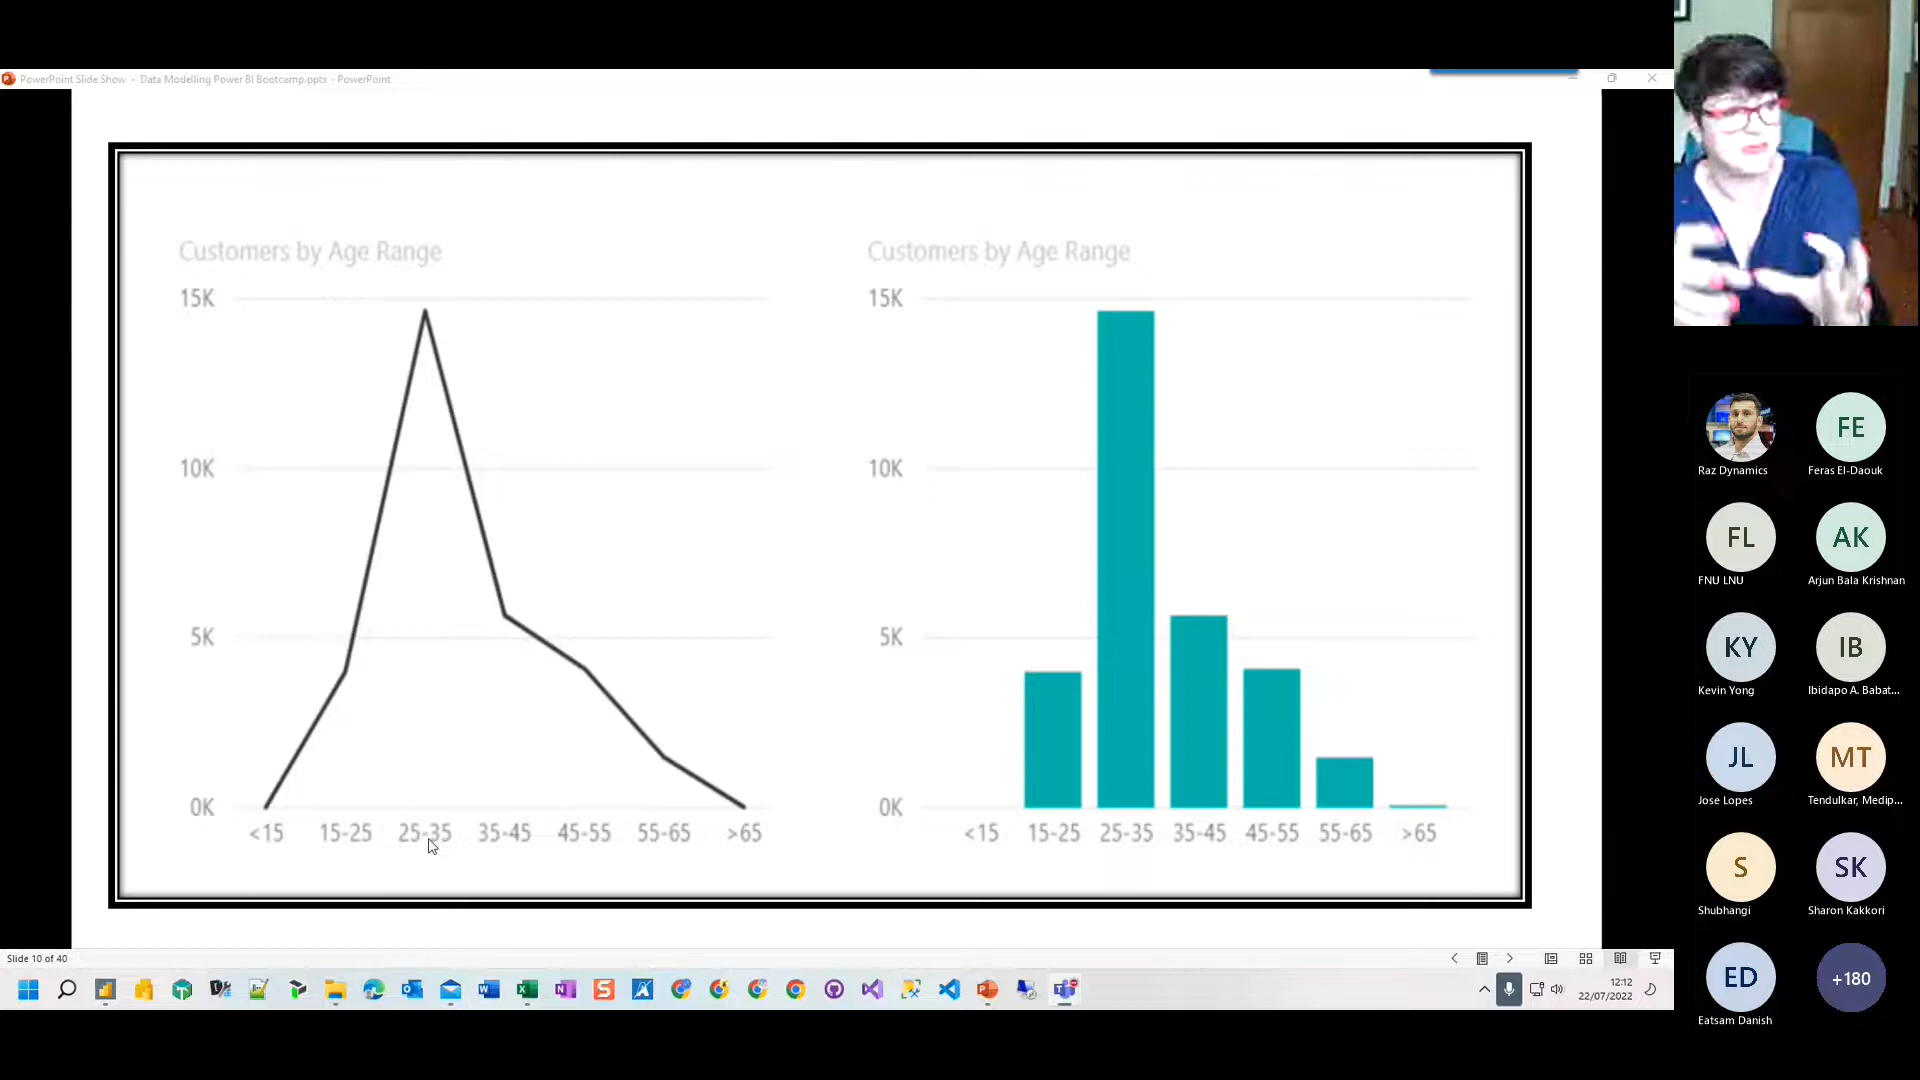 PowerPoint Slide Show - Data Modelling Power BI Bootcamp.pptx - PowerPoint
Customers by Age Range
15K
10K
5K
0K
<15 15-25 25-35 35-45 45-55 55-65 >65
Customers by Age Range
15K
10K
5K
0K
<15 15-25 25-35 35-45 45-55 55-65 >65
Slide 10 of 40
12:12
22/07/2022
Raz Dynamics
FE
Feras El-Daouk
FL
FNU LNU
AK
Arjun Bala Krishnan
KY
Kevin Yong
IB
Ibidapo A. Babat...
JL
Jose Lopes
MT
Tendulkar, Medip...
S
Shubhangi
SK
Sharon Kakkori
ED
Eatsam Danish
+180